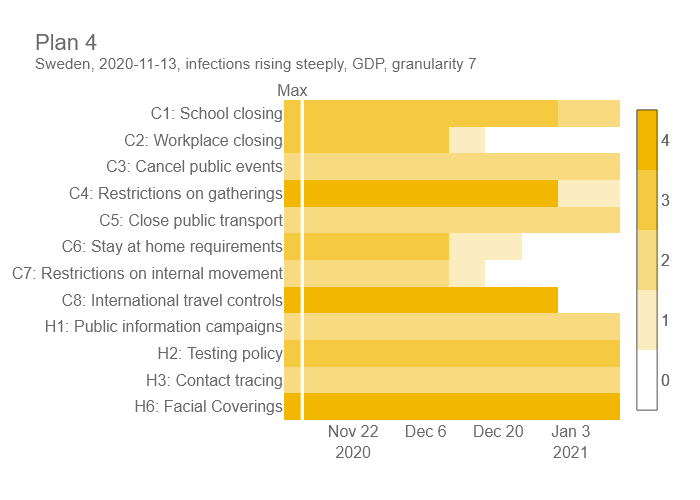 Plan 4
Sweden, 2020-11-13, infections rising steeply, GDP, granularity 7
Max
C1: School closing
C2: Workplace closing
C3: Cancel public events
C4: Restrictions on gatherings
C5: Close public transport
C6: Stay at home requirements
C7: Restrictions on internal movement
C8: International travel controls
H1: Public information campaigns
H2: Testing policy
H3: Contact tracing
H6: Facial Coverings
4
3
2
1
0
Nov 22 Dec 6 Dec 20 Jan 3
2020 2021